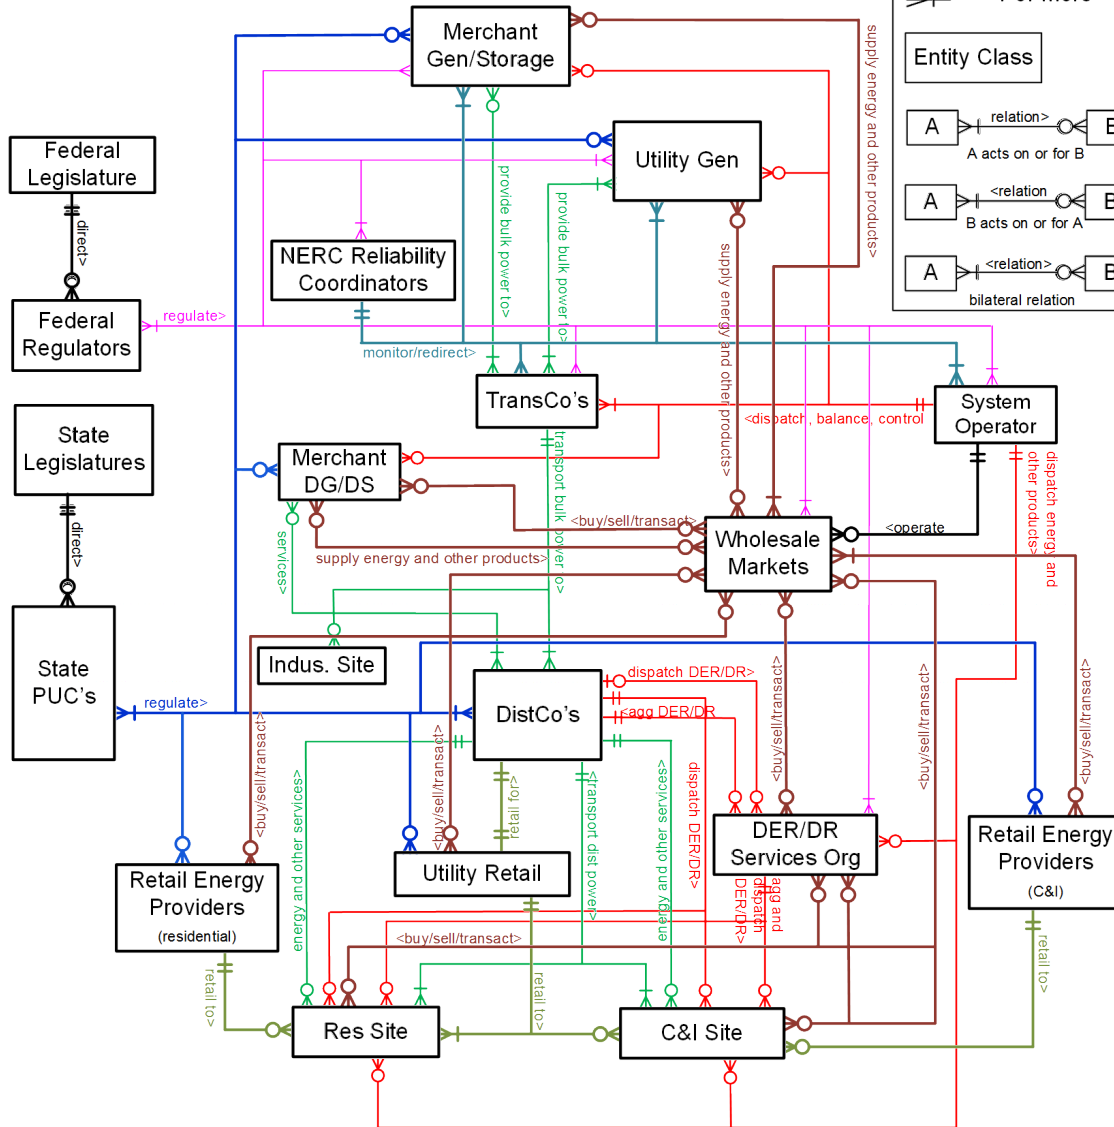 Merchant
Gen/Storage
Entity Class
A
relation>
B
A acts on or for B
A
<relation
B
B acts on or for A
A
<relation>
B
bilateral relation
supply energy and other products>
Federal
Legislature
direct>
Utility Gen
provide bulk power to>
provide bulk power to>
NERC Reliability
Coordinators
supply energy and other products>
Federal
Regulators
regulate>
monitor/redirect>
TransCo's
System
Operator
<dispatch, balance, control
State
Legislatures
direct>
Merchant
DG/DS
transport bulk power to>
dispatch energy and
other products>
services>
<buy/sell/transact>
supply energy and other products>
Wholesale
Markets
<operate
State
PUC's
Indus. Site
regulate>
DistCo's
dispatch DER/DR>
<agg DER/DR
<buy/sell/transact>
<buy/sell/transact>
<buy/sell/transact>
<buy/sell/transact>
<buy/sell/transact>
energy and other services>
retail for>
<transport dist power>
energy and other services>
dispatch DER/DR>
DER/DR
Services Org
Retail Energy
Providers
(C&I)
Utility Retail
Retail Energy
Providers
(residential)
agg and
dispatch
DER/DR>
<buy/sell/transact>
retail to>
retail to>
retail to>
Res Site
C&I Site